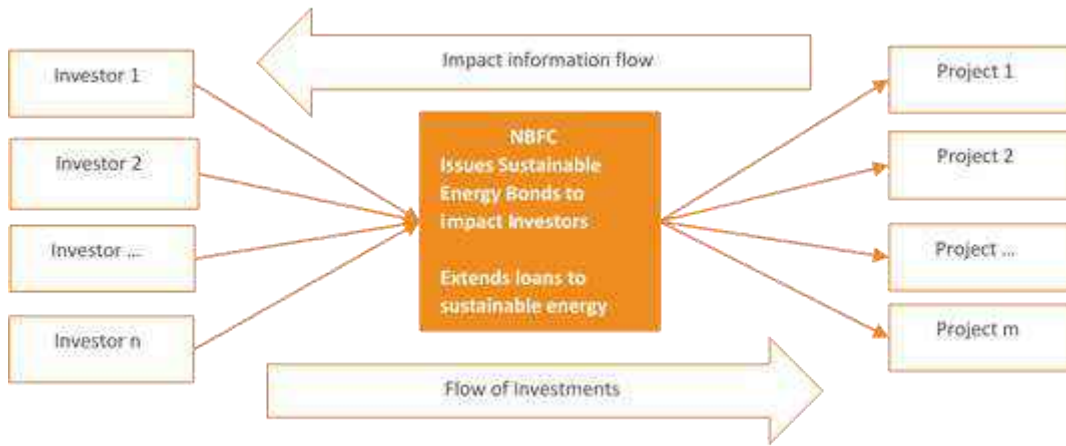 Impact information flow
Investor 1
Investor 2
Investor ...
Investor n
NBFC
Issues Sustainable
Energy Bonds to
Impact Investors
Extends loans to
sustainable energy
Project 1
Project 2
Project ...
Project m
Flow of Investments